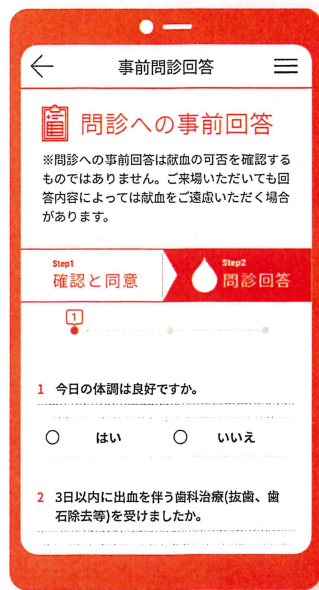 事前問診回答
問診への事前回答
※問診への事前回答は献血の可否を確認する
ものではありません。ご来場いただいても回
答内容によっては献血をご遠慮いただく場合
があります。
Step1
確認と同意
Step2
問診回答
1
1 今日の体調は良好ですか。
はい いいえ
2 3日以内に出血を伴う歯科治療(抜歯、歯
石除去等)を受けましたか。